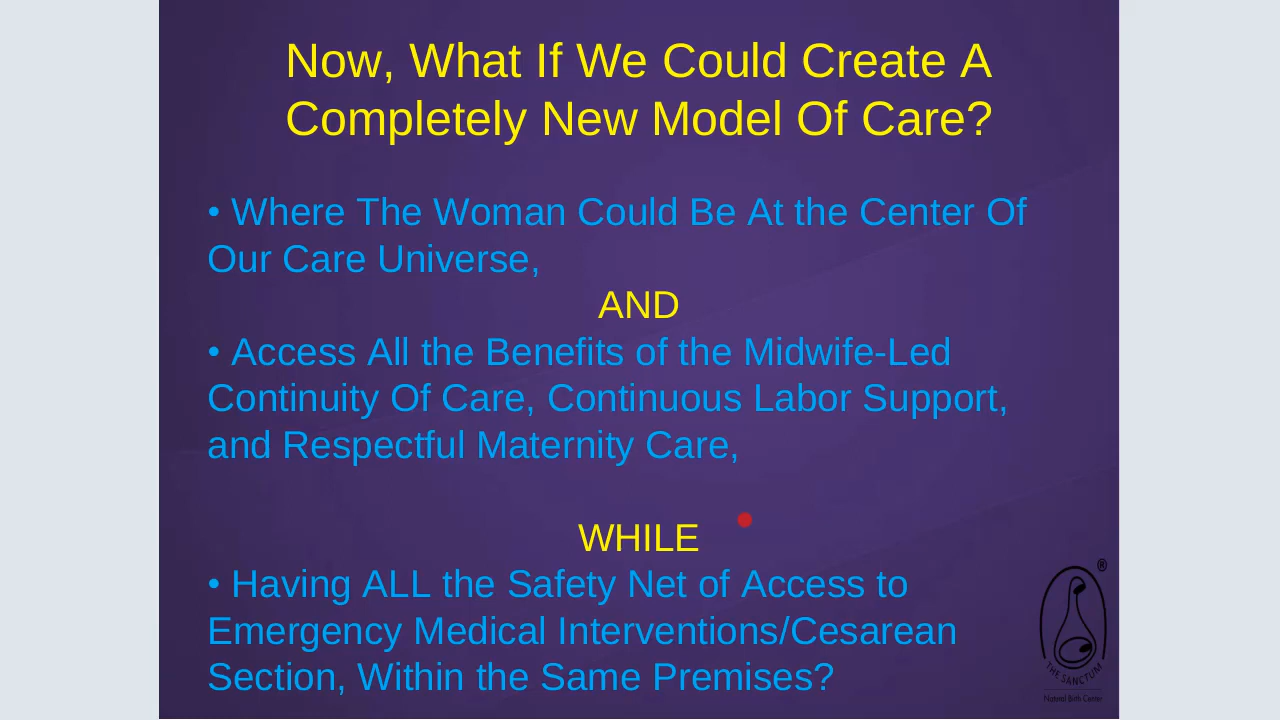 Now, What If We Could Create A
Completely New Model Of Care?
• Where The Woman Could Be At the Center Of
Our Care Universe,
AND
• Access All the Benefits of the Midwife-Led
Continuity Of Care, Continuous Labor Support,
and Respectful Maternity Care,
WHILE
• Having ALL the Safety Net of Access to
Emergency Medical Interventions/Cesarean
Section, Within the Same Premises?
®
THE SANCTUM
Natural Birth Center